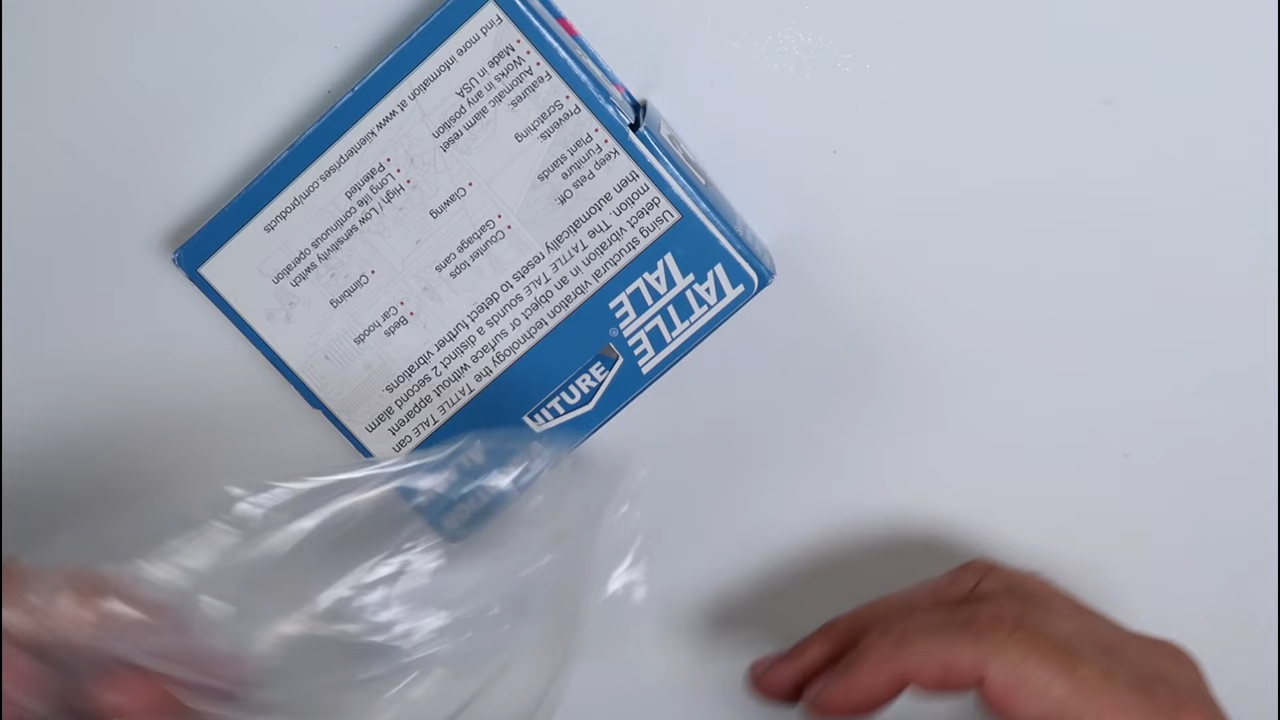 TATTLE
TALE®
Using structural vibration technology the TATTLE TALE can
detect vibration in an object or surface without apparent
motion. The TATTLE TALE sounds a distinct 2 second alarm
then automatically resets to detect further vibrations.
Keep Pets Off:
• Furniture • Counter tops • Beds
• Plant stands • Garbage cans • Car hoods
Prevents:
• Scratching • Clawing • Climbing
Features:
• Automatic alarm reset • High / Low sensitivity switch
• Works in any position • Long life continuous operation
• Made in USA • Patented
Find more information at www.kiienterprises.com/products